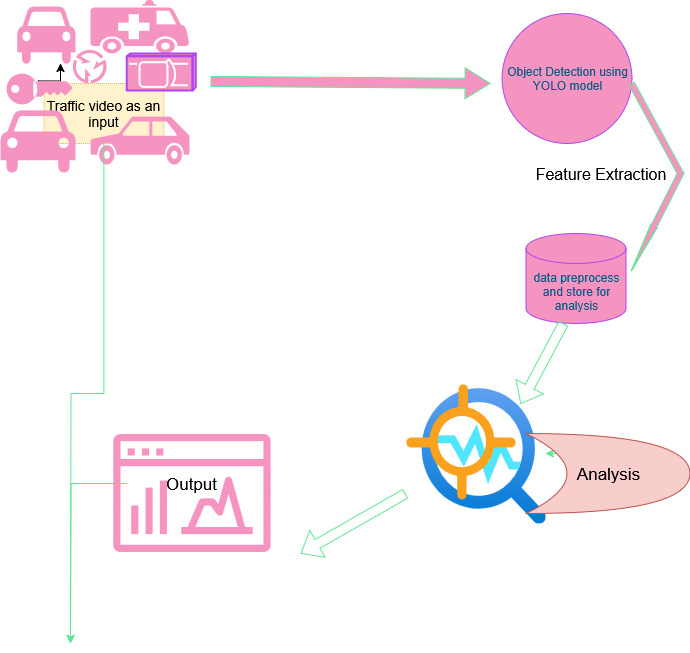 Traffic video as an
input
Object Detection using
YOLO model
Feature Extraction
data preprocess
and store for
analysis
Analysis
Output